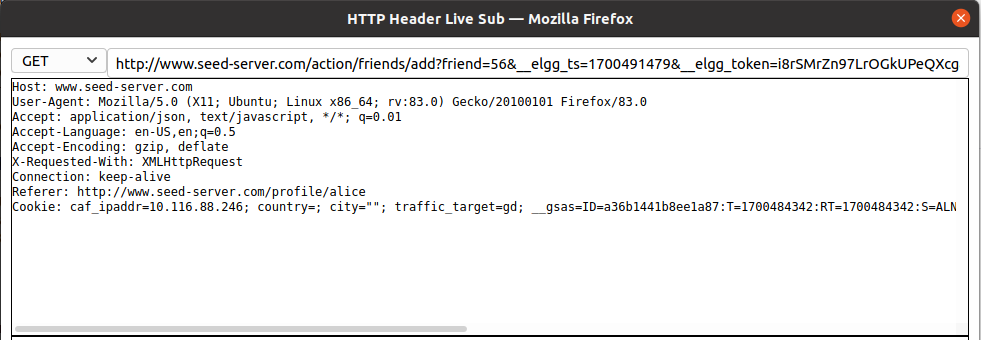 HTTP Header Live Sub — Mozilla Firefox
GET
http://www.seed-server.com/action/friends/add?friend=56&__elgg_ts=1700491479&__elgg_token=i8rSMrZn97LrOGkUPeQXcg
Host: www.seed-server.com
User-Agent: Mozilla/5.0 (X11; Ubuntu; Linux x86_64; rv:83.0) Gecko/20100101 Firefox/83.0
Accept: application/json, text/javascript, */*; q=0.01
Accept-Language: en-US,en;q=0.5
Accept-Encoding: gzip, deflate
X-Requested-With: XMLHttpRequest
Connection: keep-alive
Referer: http://www.seed-server.com/profile/alice
Cookie: caf_ipaddr=10.116.88.246; country=; city=""; traffic_target=gd; __gsas=ID=a36b1441b8ee1a87:T=1700484342:RT=1700484342:S=ALN